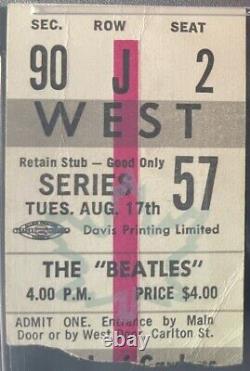 SEC. ROW SEAT
90 J 2
WEST
Retain Stub – Good Only
SERIES 57
TUES. AUG. 17th
Davis Printing Limited
THE "BEATLES"
4.00 P.M. PRICE $4.00
ADMIT ONE. Entrance by Main
Door or by West Door, Carlton St.